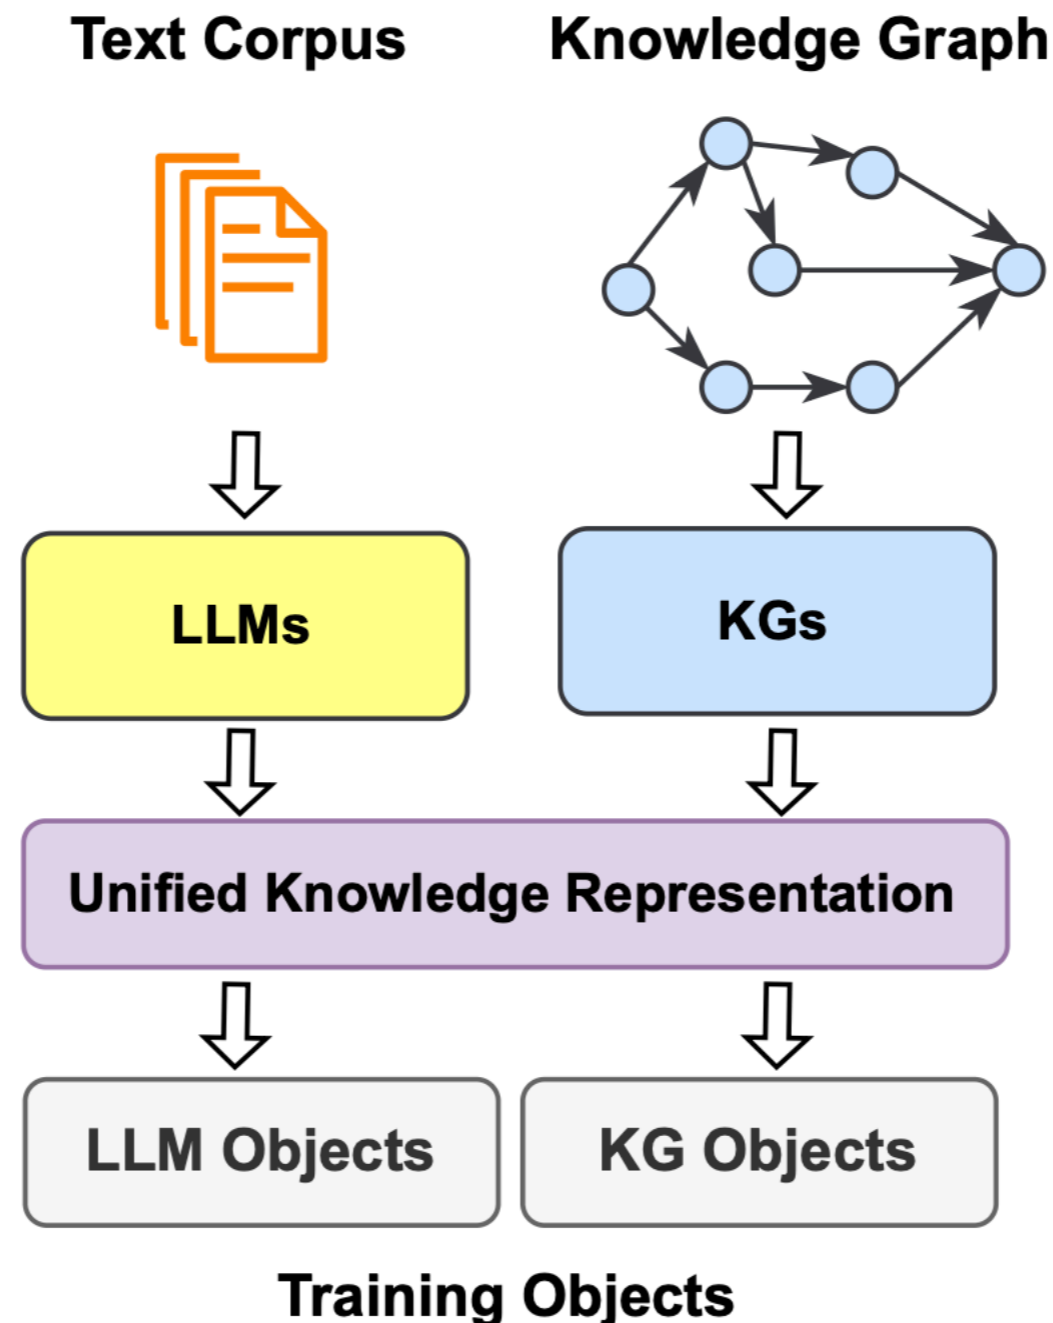 Text Corpus
Knowledge Graph
LLMs
KGs
Unified Knowledge Representation
LLM Objects
KG Objects
Training Objects